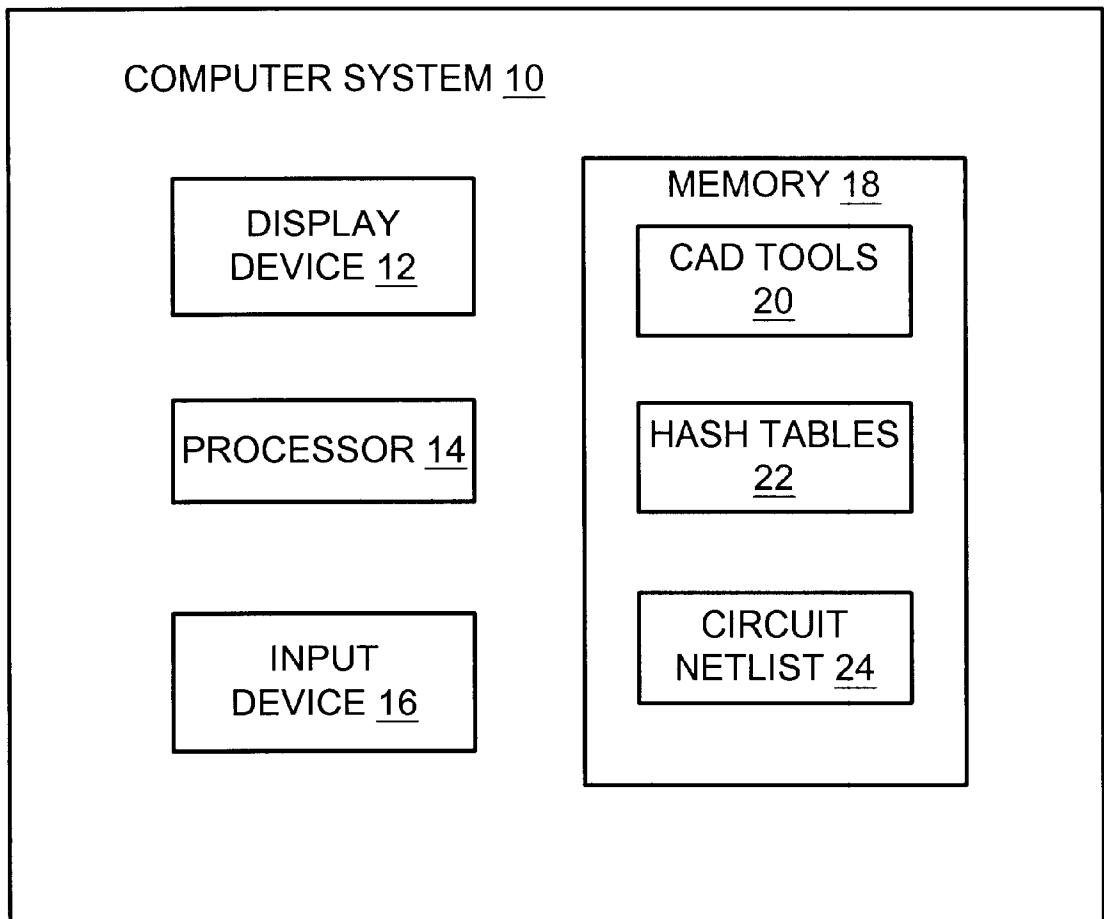 COMPUTER SYSTEM 10
DISPLAY
DEVICE 12
PROCESSOR 14
INPUT
DEVICE 16
MEMORY 18
CAD TOOLS
20
HASH TABLES
22
CIRCUIT
NETLIST 24